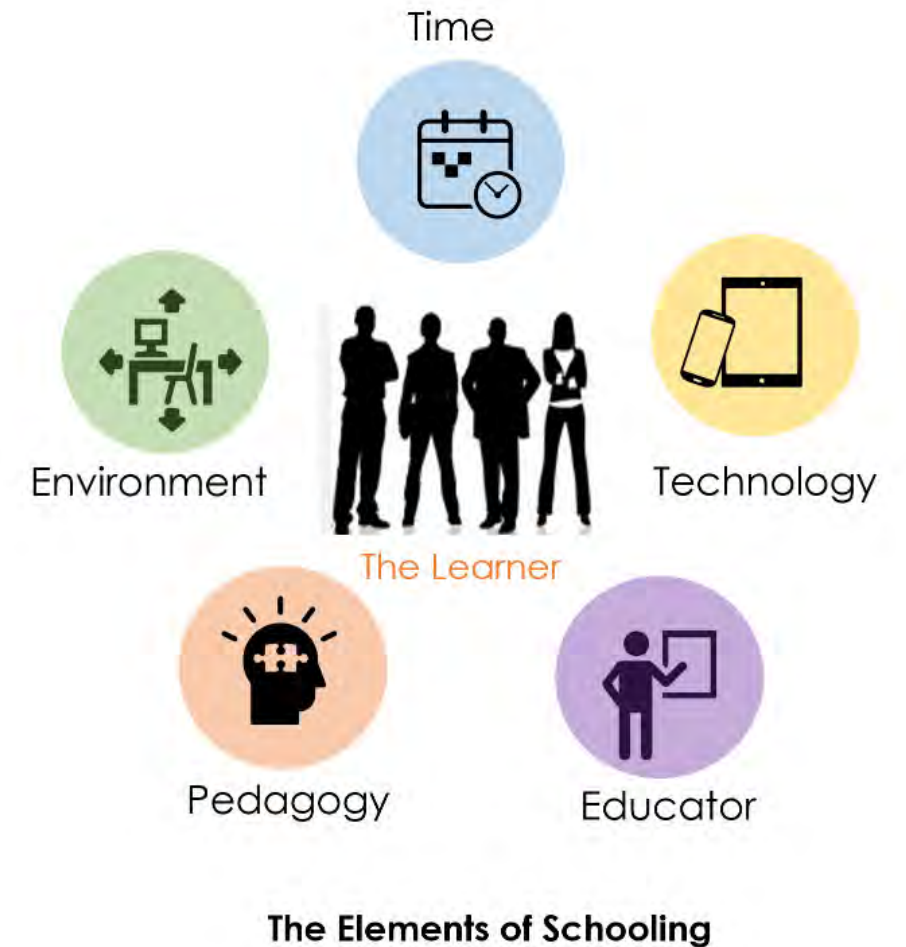 Time
Environment
Technology
The Learner
Pedagogy
Educator
The Elements of Schooling